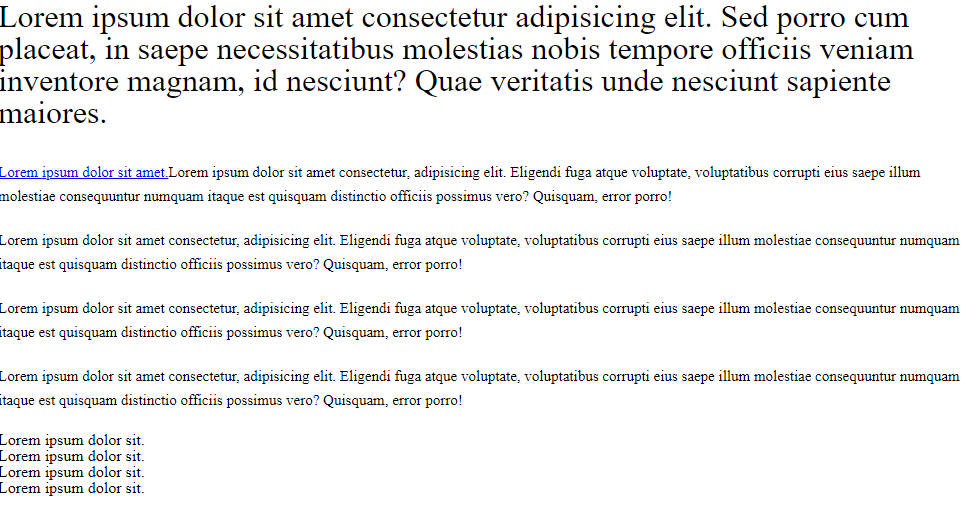 Lorem ipsum dolor sit amet consectetur adipisicing elit. Sed porro cum
placeat, in saepe necessitatibus molestias nobis tempore officiis veniam
inventore magnam, id nesciunt? Quae veritatis unde nesciunt sapiente
maiores.
Lorem ipsum dolor sit amet.Lorem ipsum dolor sit amet consectetur, adipisicing elit. Eligendi fuga atque voluptate, voluptatibus corrupti eius saepe illum
molestiae consequuntur numquam itaque est quisquam distinctio officiis possimus vero? Quisquam, error porro!
Lorem ipsum dolor sit amet consectetur, adipisicing elit. Eligendi fuga atque voluptate, voluptatibus corrupti eius saepe illum molestiae consequuntur numquam
itaque est quisquam distinctio officiis possimus vero? Quisquam, error porro!
Lorem ipsum dolor sit amet consectetur, adipisicing elit. Eligendi fuga atque voluptate, voluptatibus corrupti eius saepe illum molestiae consequuntur numquam
itaque est quisquam distinctio officiis possimus vero? Quisquam, error porro!
Lorem ipsum dolor sit amet consectetur, adipisicing elit. Eligendi fuga atque voluptate, voluptatibus corrupti eius saepe illum molestiae consequuntur numquam
itaque est quisquam distinctio officiis possimus vero? Quisquam, error porro!
Lorem ipsum dolor sit.
Lorem ipsum dolor sit.
Lorem ipsum dolor sit.
Lorem ipsum dolor sit.